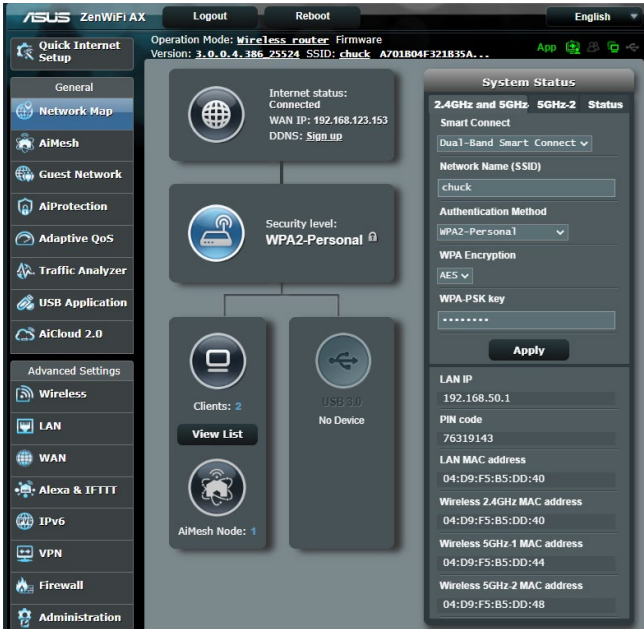 ASUS ZenWiFi AX
Logout
Reboot
English
Quick Internet
Setup
General
Network Map
AiMesh
Guest Network
AiProtection
Adaptive QoS
Traffic Analyzer
USB Application
AiCloud 2.0
Advanced Settings
Wireless
LAN
WAN
Alexa & IFTTT
IPv6
VPN
Firewall
Administration
Operation Mode: Wireless router Firmware
Version: 3.0.0.4.386_25524 SSID: chuck A701B04F321B35A...
App
Internet status:
Connected
WAN IP: 192.168.123.153
DDNS: Sign up
Security level:
WPA2-Personal
Clients: 2
View List
AiMesh Node: 1
USB 3.0
No Device
System Status
2.4GHz and 5GHz- 5GHz-2 Status
Smart Connect
Dual-Band Smart Connect
Network Name (SSID)
chuck
Authentication Method
WPA2-Personal
WPA Encryption
AES
WPA-PSK key
••••••••
Apply
LAN IP
192.168.50.1
PIN code
76319143
LAN MAC address
04:D9:F5:B5:DD:40
Wireless 2.4GHz MAC address
04:D9:F5:B5:DD:40
Wireless 5GHz-1 MAC address
04:D9:F5:B5:DD:44
Wireless 5GHz-2 MAC address
04:D9:F5:B5:DD:48